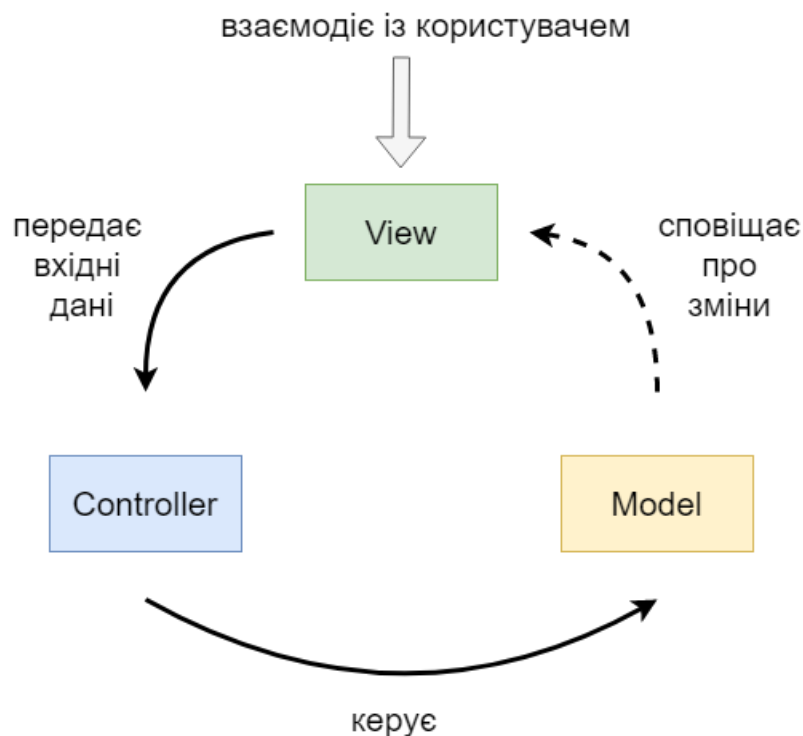 взаємодіє із користувачем
View
передає
вхідні
дані
сповіщає
про
зміни
Controller
Model
керує